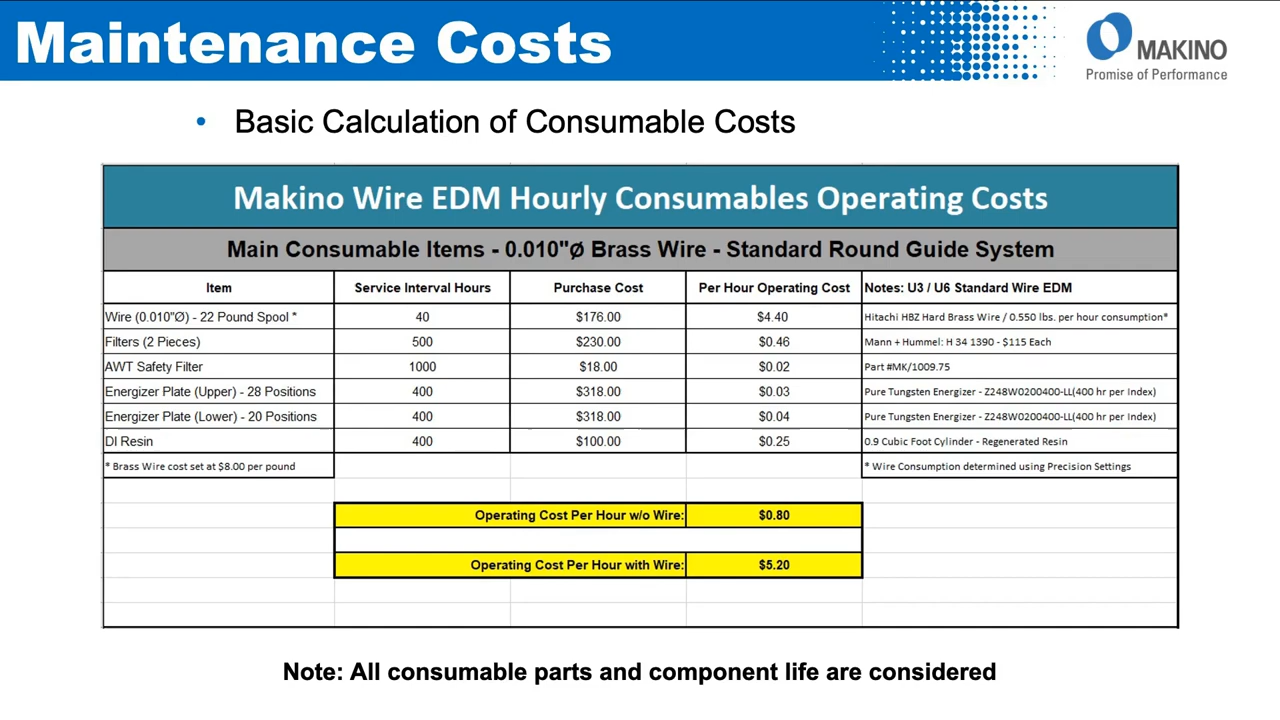 Maintenance Costs
MAKINO
Promise of Performance
• Basic Calculation of Consumable Costs
Makino Wire EDM Hourly Consumables Operating Costs
Main Consumable Items - 0.010"Ø Brass Wire - Standard Round Guide System
Item Service Interval Hours Purchase Cost Per Hour Operating Cost Notes: U3 / U6 Standard Wire EDM
Wire (0.010"Ø) - 22 Pound Spool * 40 $176.00 $4.40 Hitachi HBZ Hard Brass Wire / 0.550 lbs. per hour consumption*
Filters (2 Pieces) 500 $230.00 $0.46 Mann + Hummel: H 34 1390 - $115 Each
AWT Safety Filter 1000 $18.00 $0.02 Part #MK/1009.75
Energizer Plate (Upper) - 28 Positions 400 $318.00 $0.03 Pure Tungsten Energizer - Z248W0200400-LL(400 hr per Index)
Energizer Plate (Lower) - 20 Positions 400 $318.00 $0.04 Pure Tungsten Energizer - Z248W0200400-LL(400 hr per Index)
DI Resin 400 $100.00 $0.25 0.9 Cubic Foot Cylinder - Regenerated Resin
* Brass Wire cost set at $8.00 per pound * Wire Consumption determined using Precision Settings
Operating Cost Per Hour w/o Wire: $0.80
Operating Cost Per Hour with Wire: $5.20
Note: All consumable parts and component life are considered